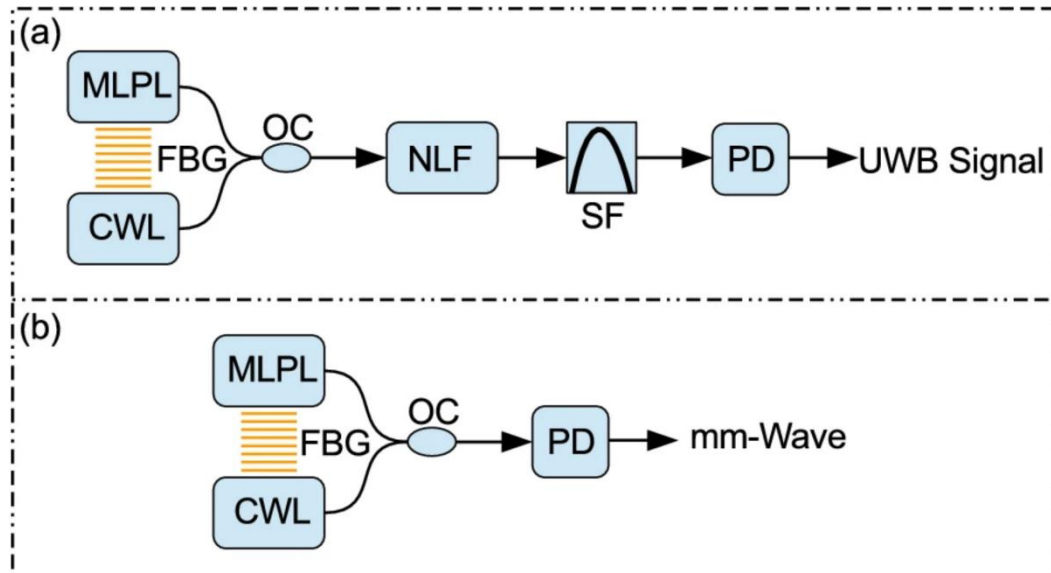 (a)
MLPL
OC
FBG
NLF
PD
UWB Signal
CWL
SF
(b)
MLPL
OC
FBG
PD
mm-Wave
CWL